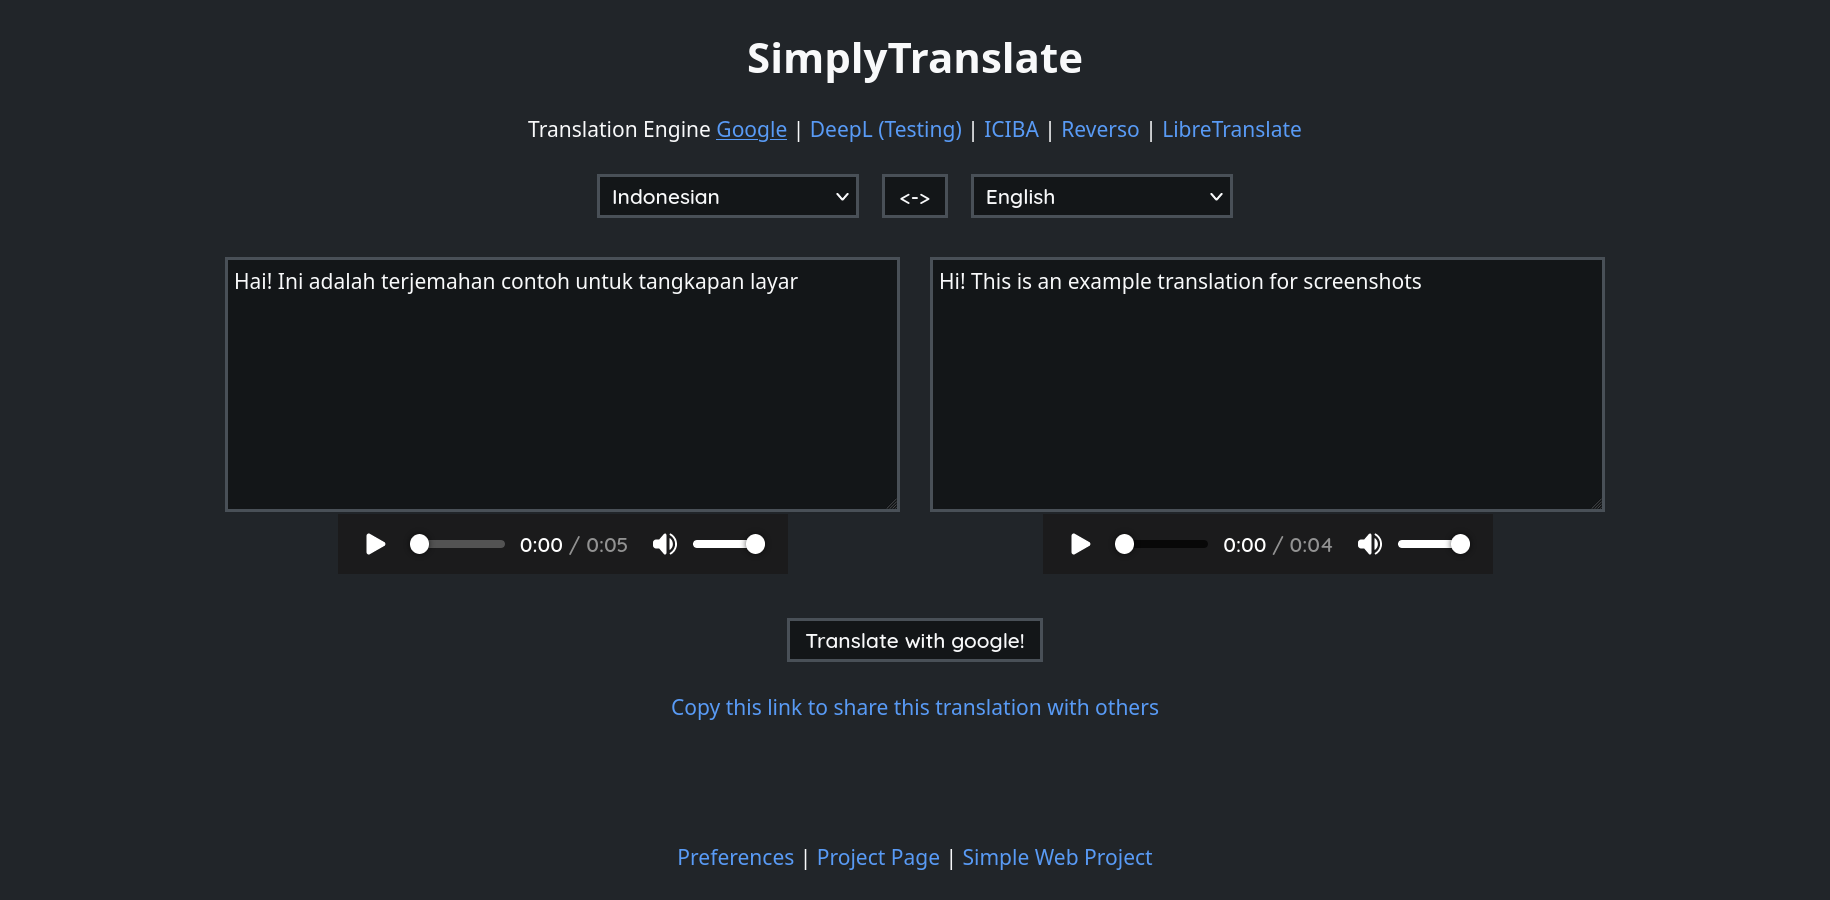 SimplyTranslate
Translation Engine Google | DeepL (Testing) | ICIBA | Reverso | LibreTranslate
Indonesian <-> English
Hai! Ini adalah terjemahan contoh untuk tangkapan layar
Hi! This is an example translation for screenshots
0:00 / 0:05
0:00 / 0:04
Translate with google!
Copy this link to share this translation with others
Preferences | Project Page | Simple Web Project